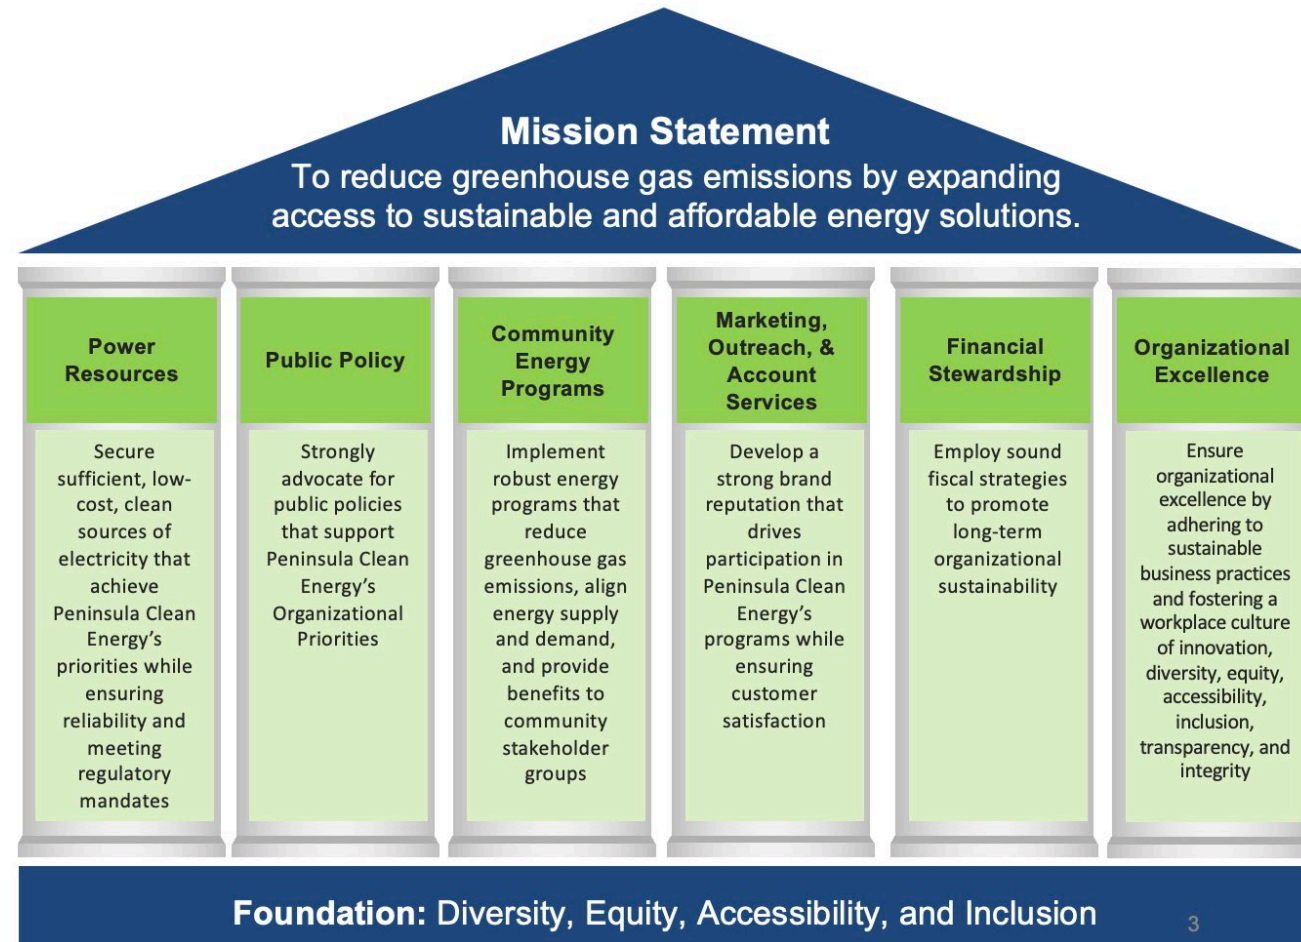 Mission Statement
To reduce greenhouse gas emissions by expanding
access to sustainable and affordable energy solutions.
Power
Resources
Secure
sufficient, low-
cost, clean
sources of
electricity that
achieve
Peninsula Clean
Energy's
priorities while
ensuring
reliability and
meeting
regulatory
mandates
Public Policy
Strongly
advocate for
public policies
that support
Peninsula Clean
Energy's
Organizational
Priorities
Community
Energy
Programs
Implement
robust energy
programs that
reduce
greenhouse gas
emissions, align
energy supply
and demand,
and provide
benefits to
community
stakeholder
groups
Marketing,
Outreach, &
Account
Services
Develop a
strong brand
reputation that
drives
participation in
Peninsula Clean
Energy's
programs while
ensuring
customer
satisfaction
Financial
Stewardship
Employ sound
fiscal strategies
to promote
long-term
organizational
sustainability
Organizational
Excellence
Ensure
organizational
excellence by
adhering to
sustainable
business practices
and fostering a
workplace culture
of innovation,
diversity, equity,
accessibility,
inclusion,
transparency, and
integrity
Foundation: Diversity, Equity, Accessibility, and Inclusion
3